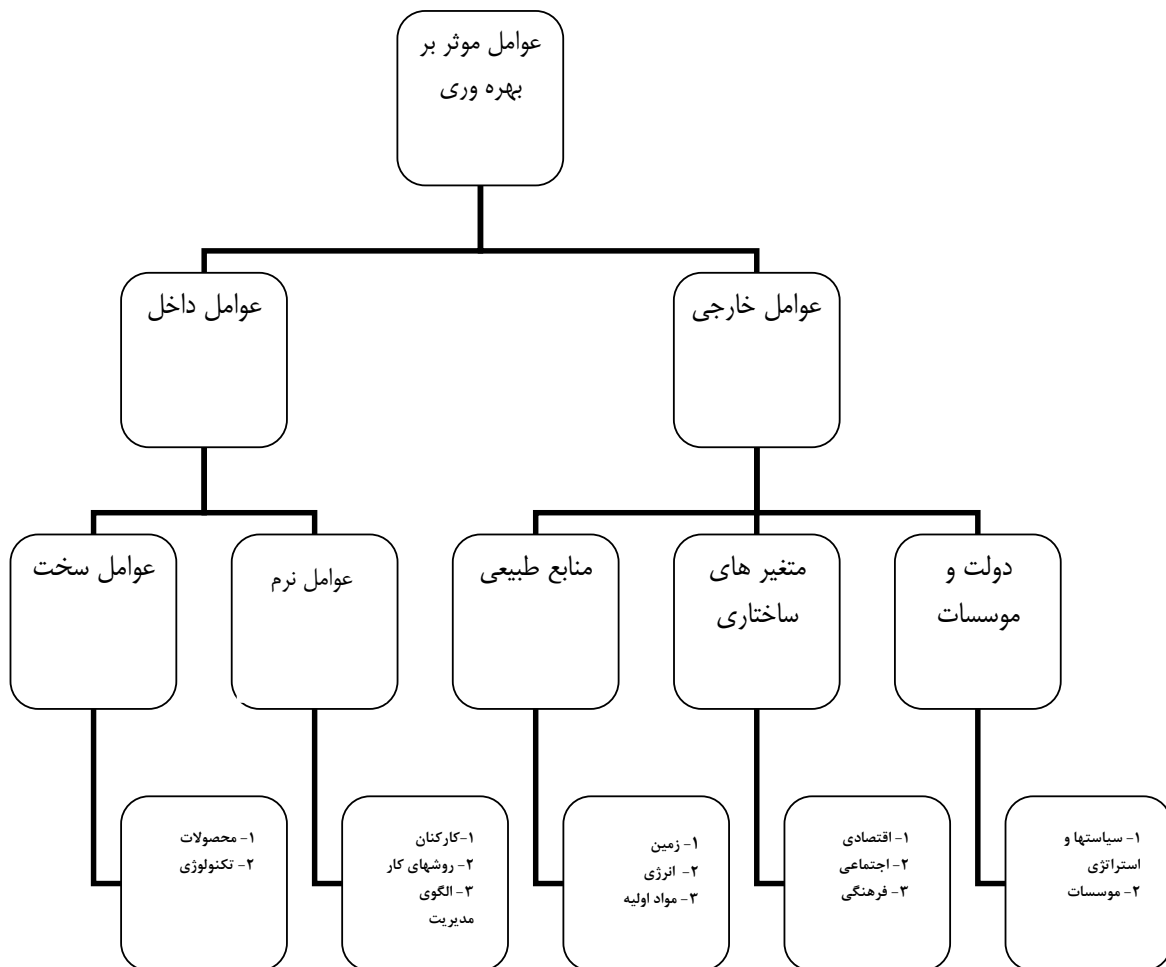 عوامل موثر بر
بهره وری
عوامل خارجی
عوامل داخل
دولت و
موسسات
متغیر های
ساختاری
منابع طبیعی
عوامل نرم
عوامل سخت
۱- سیاستها و
استراتژی
۲- موسسات
۱- اقتصادی
۲- اجتماعی
۳- فرهنگی
۱- زمین
۲- انرژی
۳- مواد اولیه
۱-کارکنان
۲- روشهای کار
۳- الگوی
مدیریت
۱- محصولات
۲- تکنولوژی